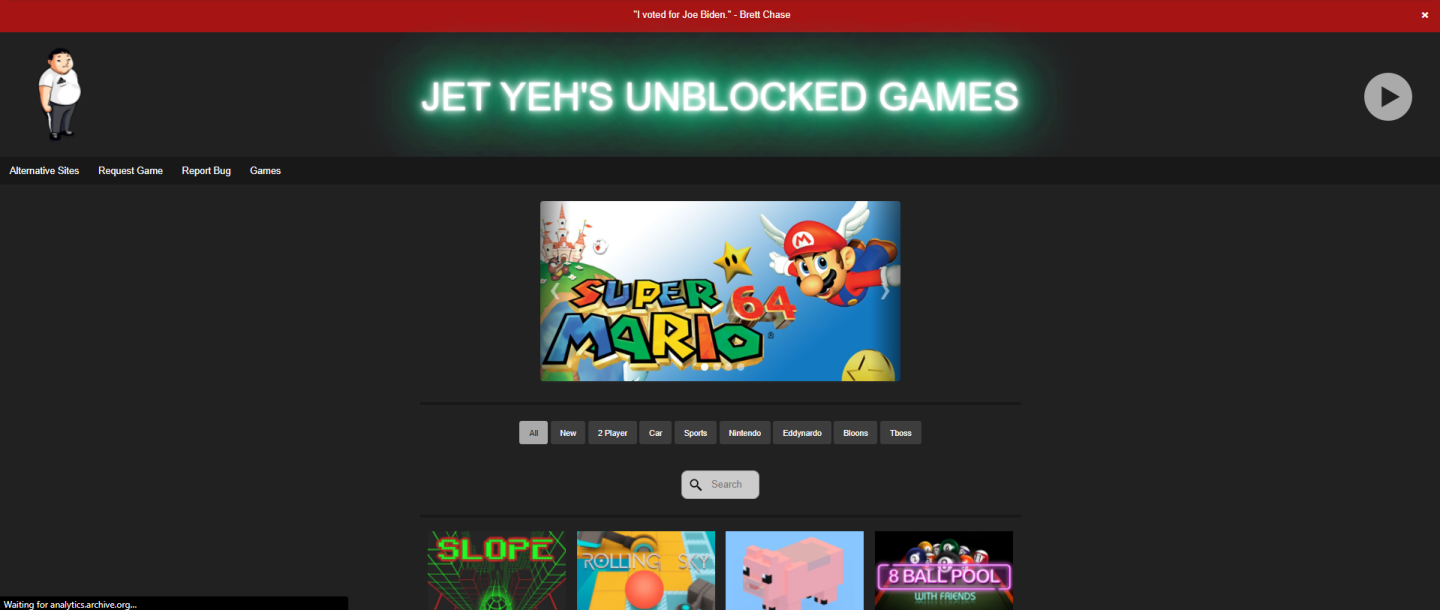 "I voted for Joe Biden." - Brett Chase
×
JET YEH'S UNBLOCKED GAMES
Alternative Sites Request Game Report Bug Games
SUPER
MARIO
64
®
All New 2 Player Car Sports Nintendo Eddynardo Bloons Tboss
Search
SLOPE ROLLING SKY 8 BALL POOL
WITH FRIENDS
Waiting for analytics.archive.org...